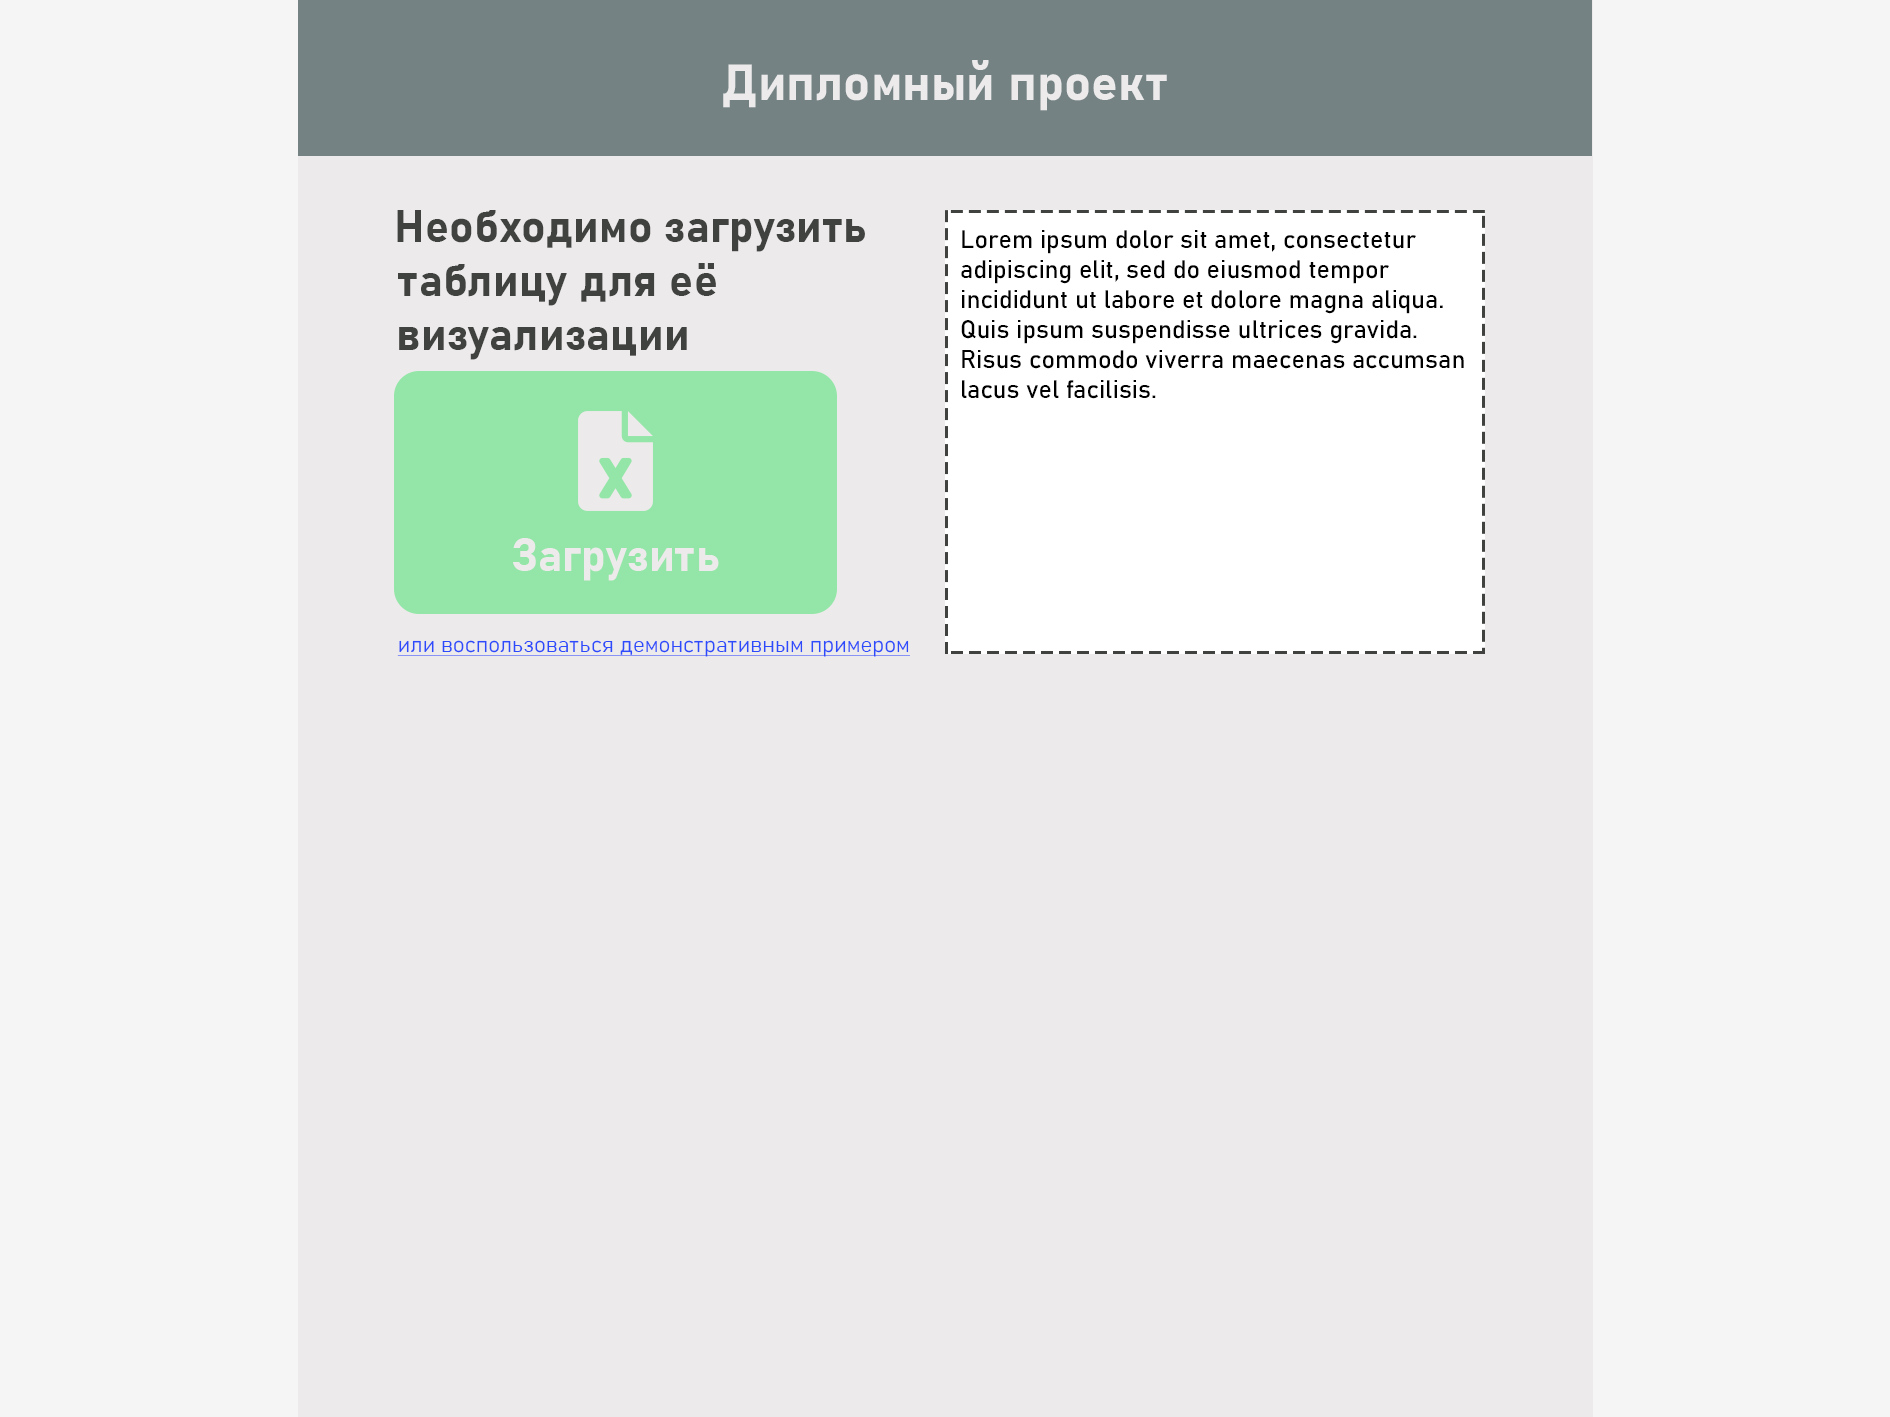 Дипломный проект
Необходимо загрузить
таблицу для её
визуализации
Загрузить
или воспользоваться демонстративным примером
Lorem ipsum dolor sit amet, consectetur
adipiscing elit, sed do eiusmod tempor
incididunt ut labore et dolore magna aliqua.
Quis ipsum suspendisse ultrices gravida.
Risus commodo viverra maecenas accumsan
lacus vel facilisis.